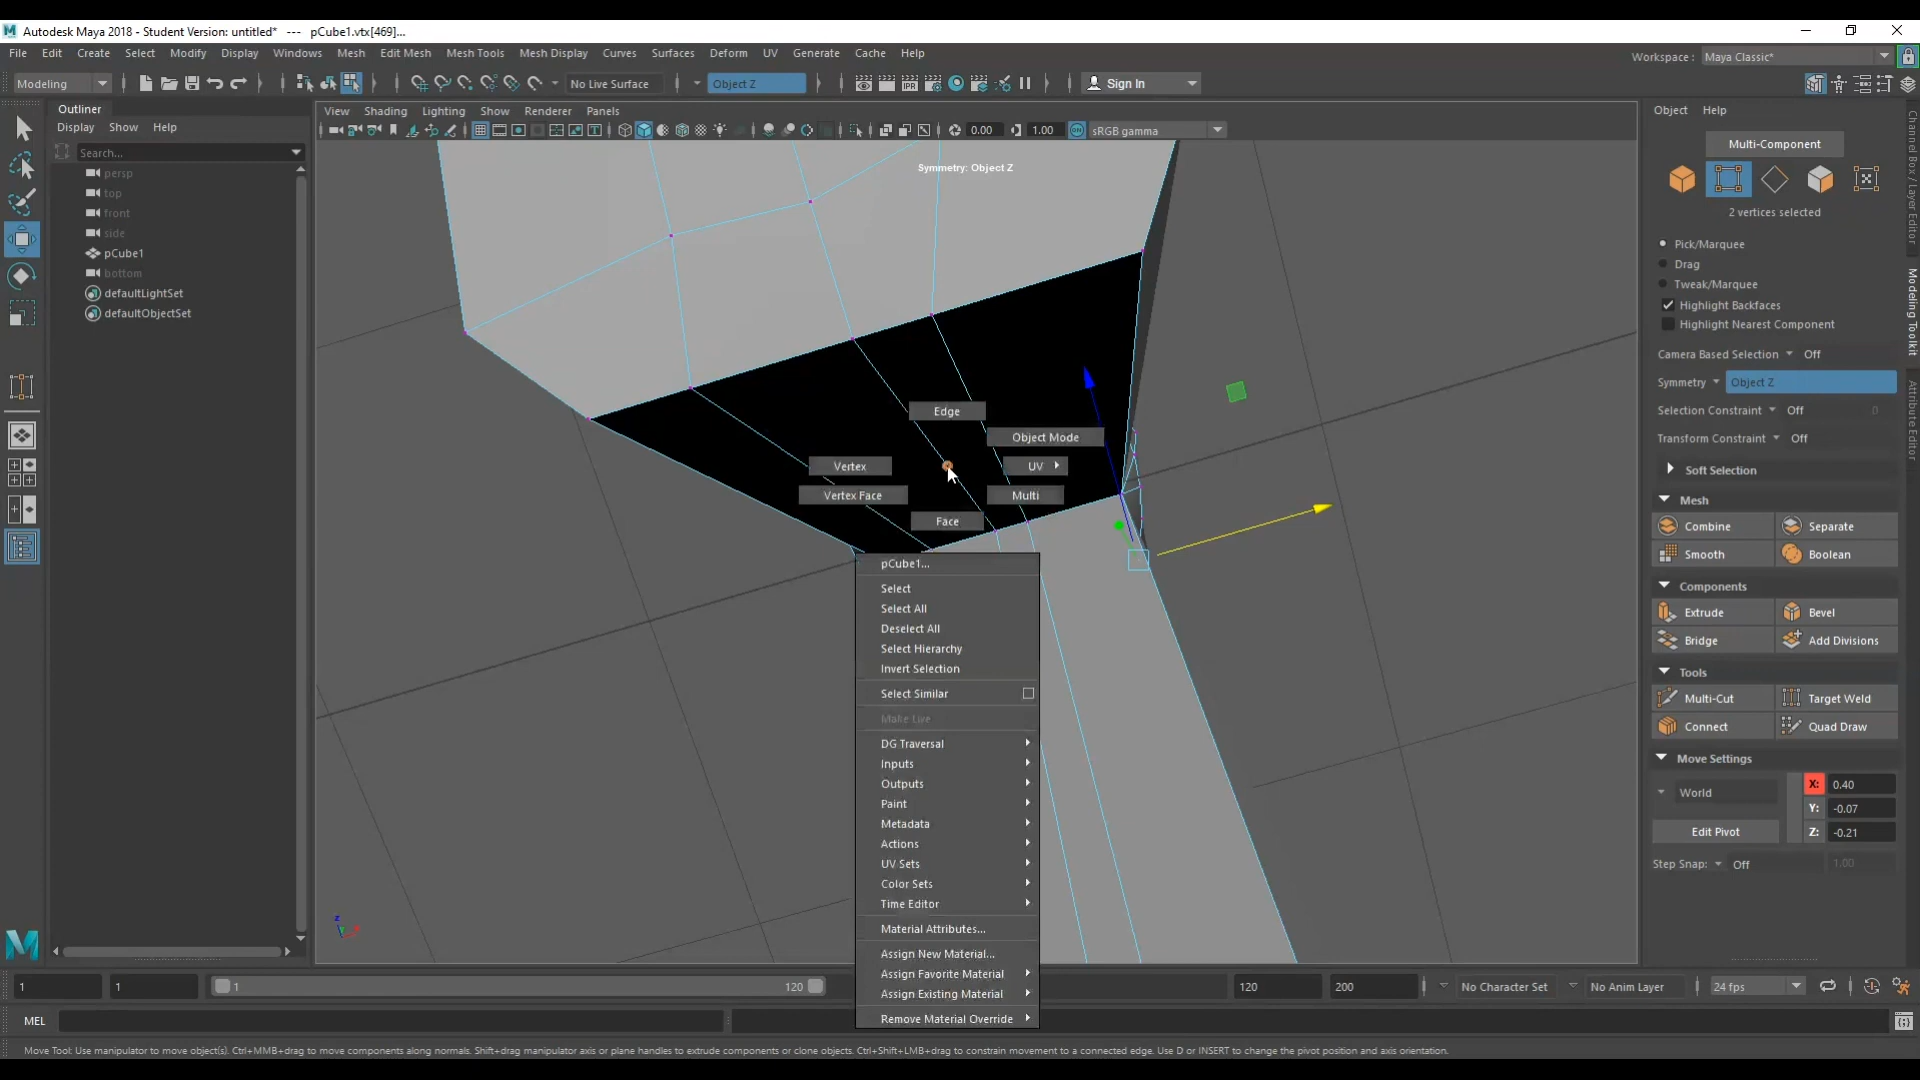 Autodesk Maya 2018 - Student Version: untitled*   ---   pCube1.vtx[469]...
File Edit Create Select Modify Display Windows Mesh Edit Mesh Mesh Tools Mesh Display Curves Surfaces Deform UV Generate Cache Help
Workspace : Maya Classic*
Modeling
No Live Surface
Object Z
IPR
Sign In
Outliner
Display Show Help
Search...
persp
top
front
side
pCube1
bottom
defaultLightSet
defaultObjectSet
View Shading Lighting Show Renderer Panels
0.00
1.00
sRGB gamma
Symmetry: Object Z
Edge
Object Mode
Vertex
UV
Vertex Face
Multi
Face
pCube1...
Select
Select All
Deselect All
Select Hierarchy
Invert Selection
Select Similar
Make Live
DG Traversal
Inputs
Outputs
Paint
Metadata
Actions
UV Sets
Color Sets
Time Editor
Material Attributes...
Assign New Material...
Assign Favorite Material
Assign Existing Material
Remove Material Override
Object Help
Multi-Component
2 vertices selected
Pick/Marquee
Drag
Tweak/Marquee
Highlight Backfaces
Highlight Nearest Component
Camera Based Selection Off
Symmetry Object Z
Selection Constraint Off 0
Transform Constraint Off
Soft Selection
Mesh
Combine Separate
Smooth Boolean
Components
Extrude Bevel
Bridge Add Divisions
Tools
Multi-Cut Target Weld
Connect Quad Draw
Move Settings
World
X: 0.40
Y: -0.07
Edit Pivot
Z: -0.21
Step Snap: Off 1.00
Channel Box / Layer Editor
Modeling Toolkit
Attribute Editor
z
1 1 1 120 120 200 No Character Set No Anim Layer 24 fps
MEL
Move Tool: Use manipulator to move object(s). Ctrl+MMB+drag to move components along normals. Shift+drag manipulator axis or plane handles to extrude components or clone objects. Ctrl+Shift+LMB+drag to constrain movement to a connected edge. Use D or INSERT to change the pivot position and axis orientation.